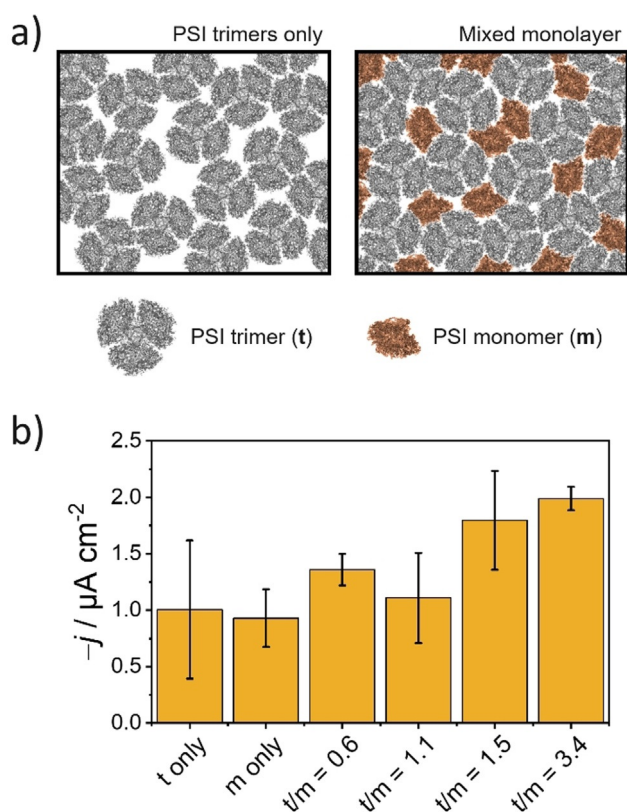 a)
PSI trimers only
Mixed monolayer
PSI trimer (t)
PSI monomer (m)
b)
−j / µA cm⁻²
2.5
2.0
1.5
1.0
0.5
0.0
t only
m only
t/m = 0.6
t/m = 1.1
t/m = 1.5
t/m = 3.4